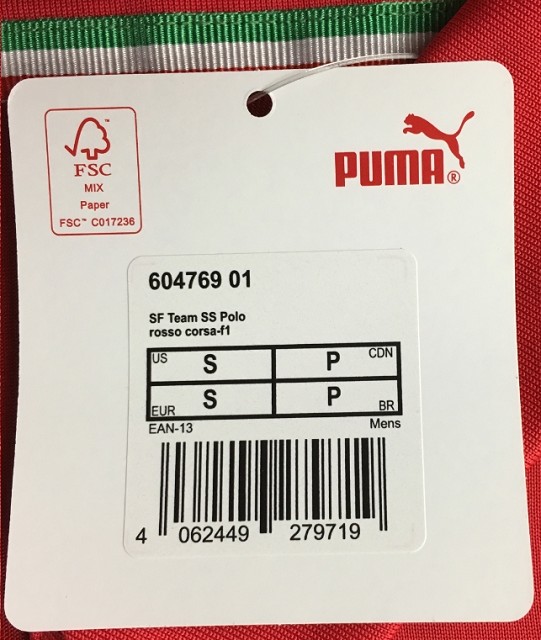 FSC™
MIX
Paper
FSC™ C017236
PUMA®
604769 01
SF Team SS Polo
rosso corsa-f1
US S P CDN
EUR S P BR
EAN-13 Mens
4 062449 279719